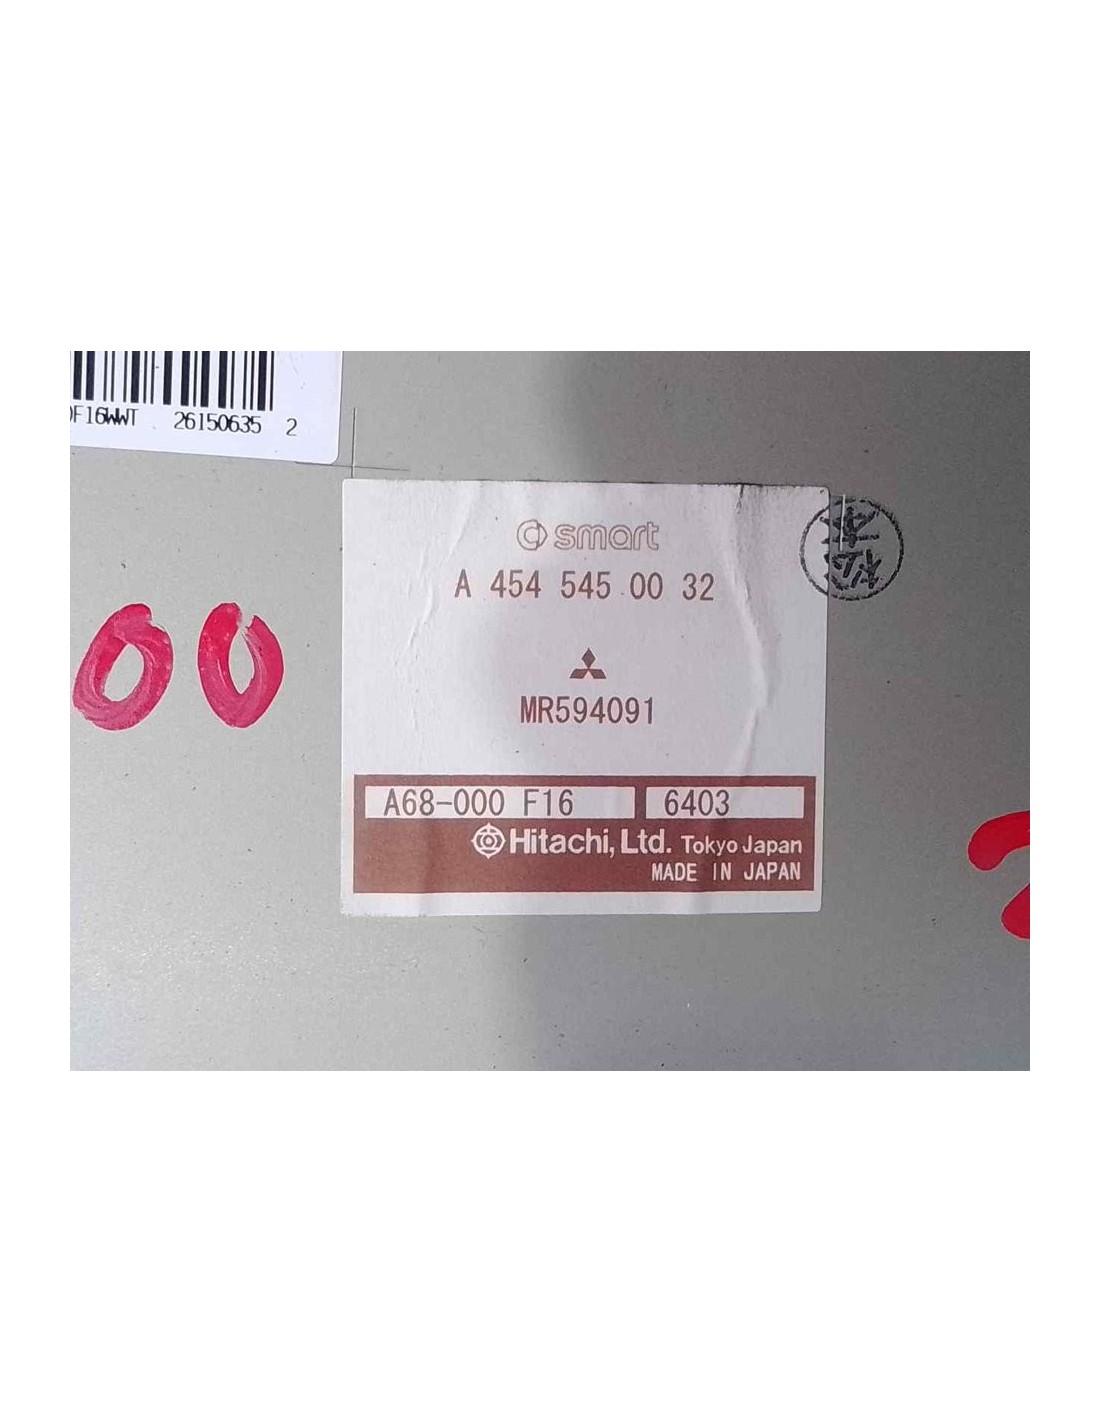 DF16WWT 26150635 2
smart
A 454 545 00 32
MR594091
00
A68-000 F16 6403
Hitachi, Ltd. Tokyo Japan
MADE IN JAPAN